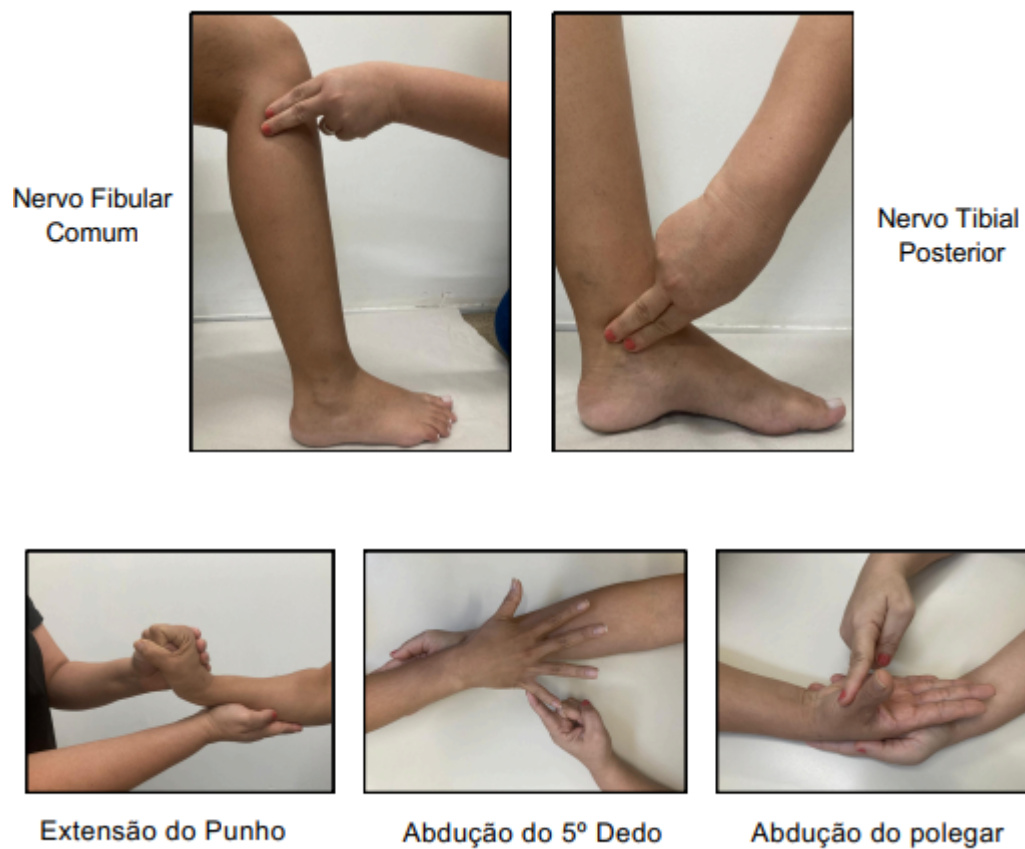 Nervo Fibular
Comum
Nervo Tibial
Posterior
Extensão do Punho
Abdução do 5º Dedo
Abdução do polegar